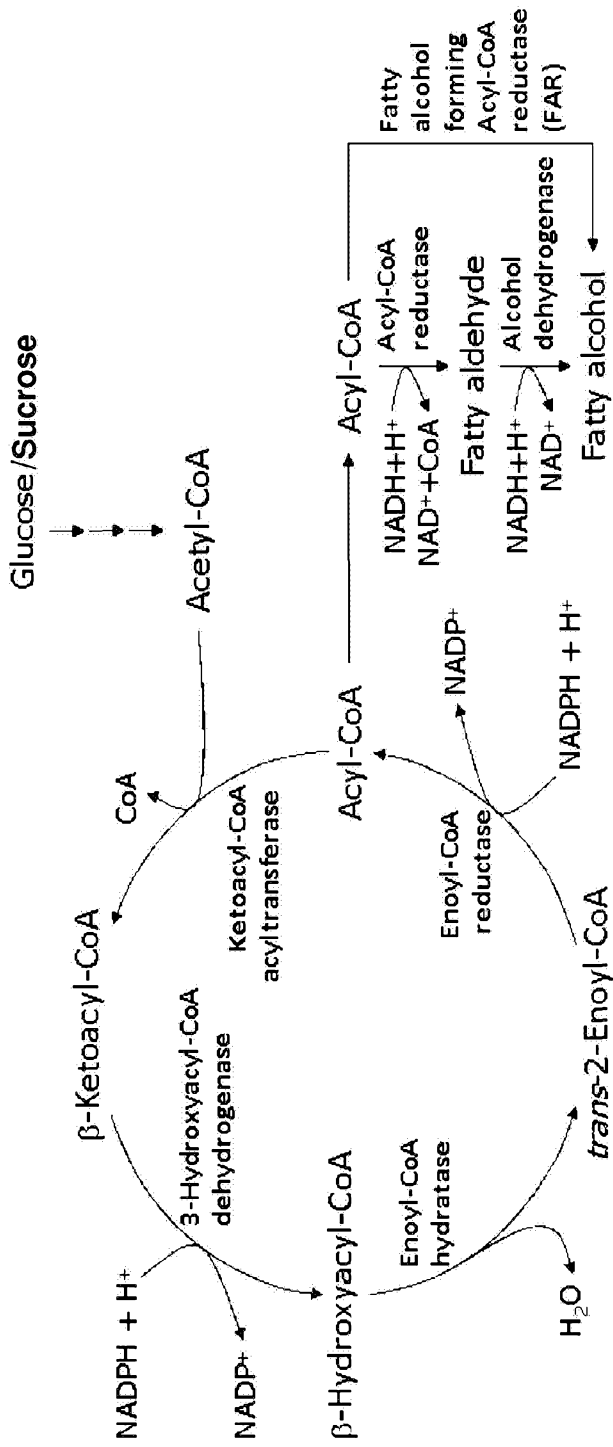 Glucose/Sucrose
Acetyl-CoA
CoA
β-Ketoacyl-CoA
Ketoacyl-CoA
acyltransferase
NADPH + H⁺
3-Hydroxyacyl-CoA
dehydrogenase
NADP⁺
β-Hydroxyacyl-CoA
Enoyl-CoA
hydratase
H₂O
trans-2-Enoyl-CoA
Enoyl-CoA
reductase
NADP⁺
NADPH + H⁺
Acyl-CoA
Acyl-CoA
NADH+H⁺
NAD⁺+CoA
Acyl-CoA
reductase
Fatty aldehyde
NADH+H⁺
NAD⁺
Alcohol
dehydrogenase
Fatty alcohol
Fatty
alcohol
forming
Acyl-CoA
reductase
(FAR)